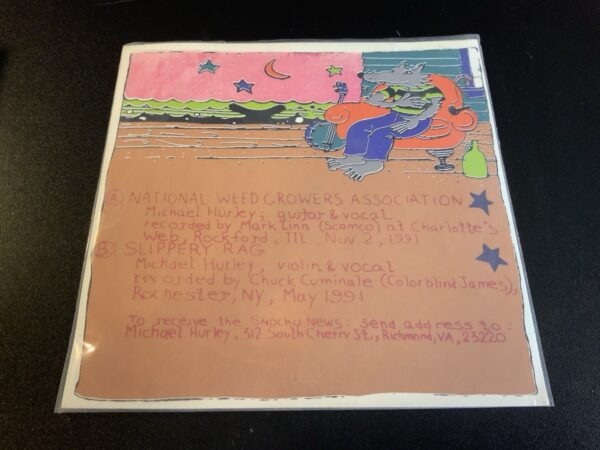 A) NATIONAL WEED GROWERS ASSOCIATION
Michael Hurley; guitar & vocal
recorded by Mark Linn (Scamco) at Charlotte's
Web, Rockford, Ill. Nov. 2, 1991
B) SLIPPERY RAG
Michael Hurley, violin & vocal
recorded by Chuck Cuminale (Colorblind James),
Rochester, NY, May 1991
To receive the Snocko News: Send address to:
Michael Hurley, 312 South Cherry St., Richmond, VA, 23220